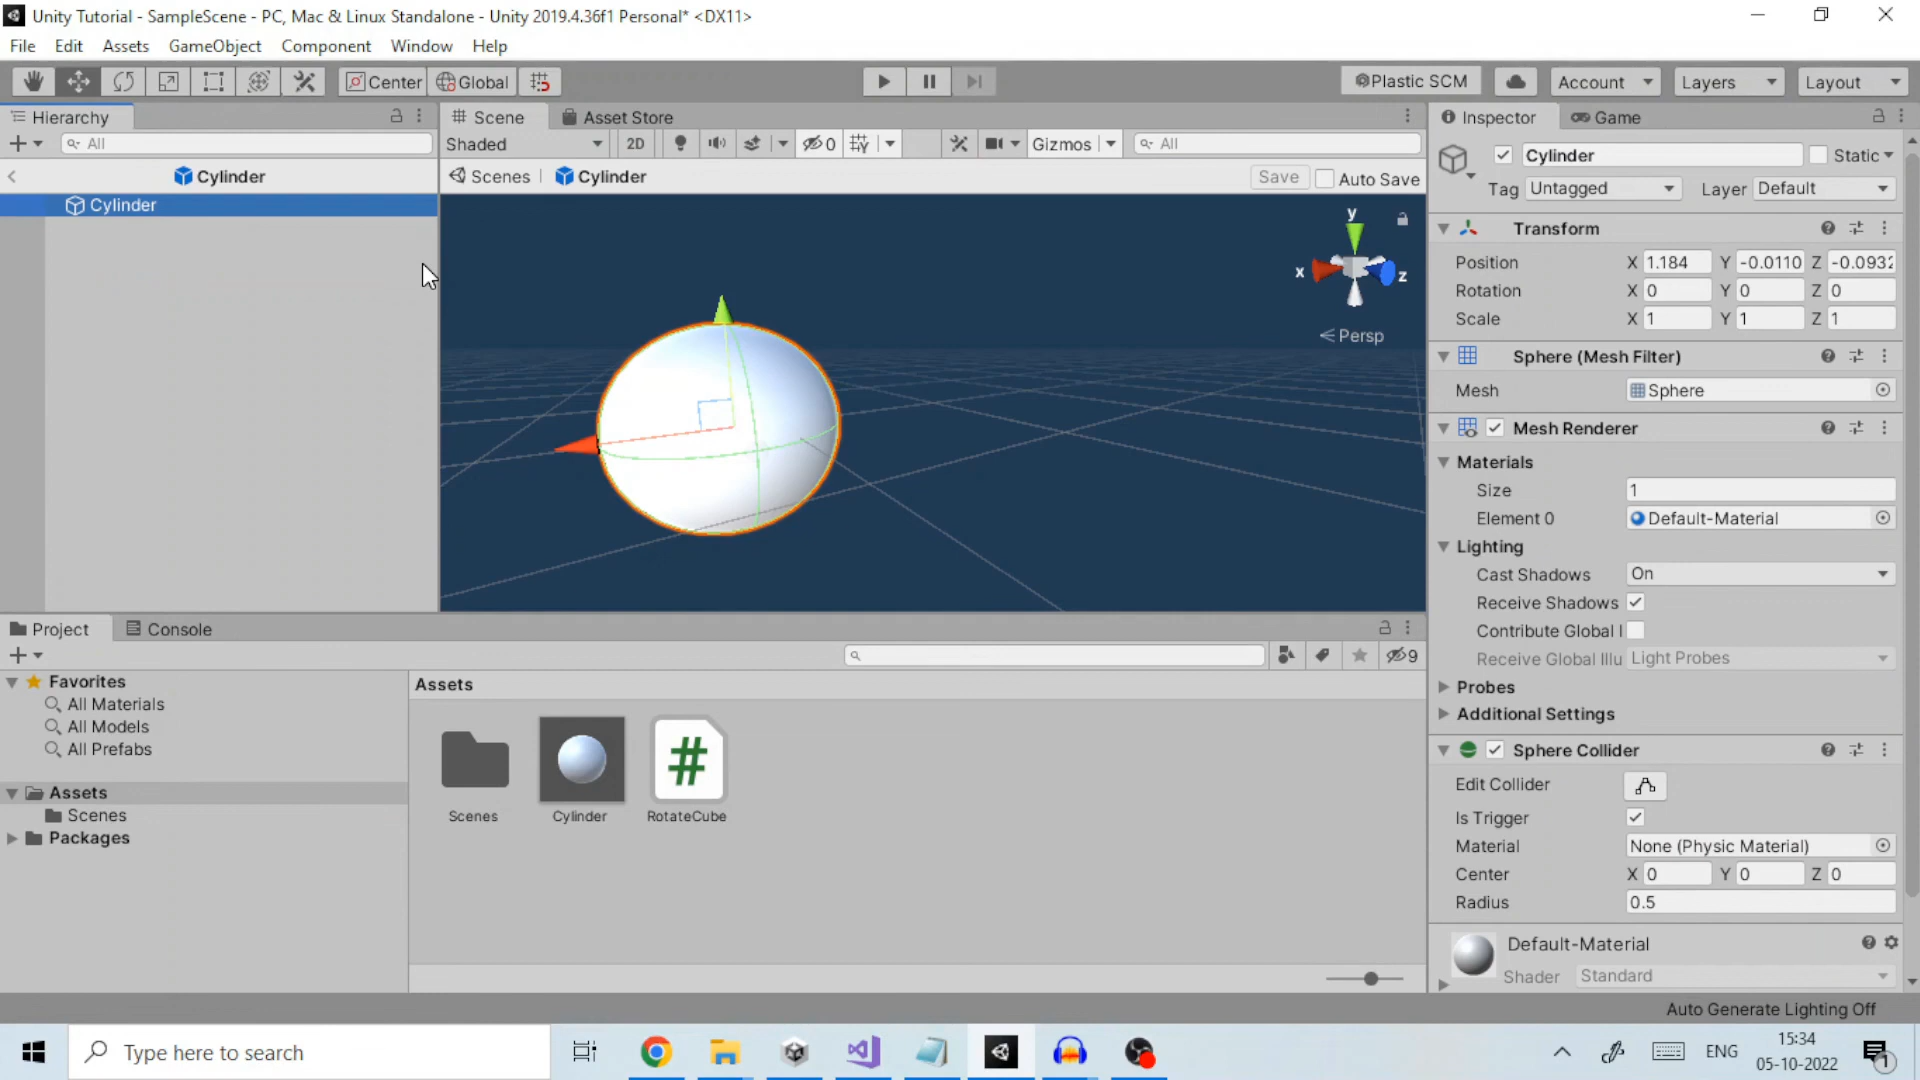 Unity Tutorial - SampleScene - PC, Mac & Linux Standalone - Unity 2019.4.36f1 Personal* <DX11>
File Edit Assets GameObject Component Window Help
Center Global Plastic SCM Account Layers Layout
Hierarchy Scene Asset Store Inspector Game
All Shaded 2D 0 Gizmos All
Cylinder Scenes Cylinder Save Auto Save
Cylinder
Cylinder Static
Tag Untagged Layer Default
y
x
z
Persp
Transform
Position X 1.184 Y -0.0110 Z -0.0932
Rotation X 0 Y 0 Z 0
Scale X 1 Y 1 Z 1
Sphere (Mesh Filter)
Mesh Sphere
Mesh Renderer
Materials
Size 1
Element 0 Default-Material
Lighting
Cast Shadows On
Receive Shadows
Contribute Global I
Receive Global Illu Light Probes
Probes
Additional Settings
Sphere Collider
Edit Collider
Is Trigger
Material None (Physic Material)
Center X 0 Y 0 Z 0
Radius 0.5
Default-Material
Shader Standard
Project Console
9
Favorites
All Materials
All Models
All Prefabs
Assets
Scenes
Packages
Assets
#
Scenes Cylinder RotateCube
Auto Generate Lighting Off
Type here to search
ENG
15:34
05-10-2022
1